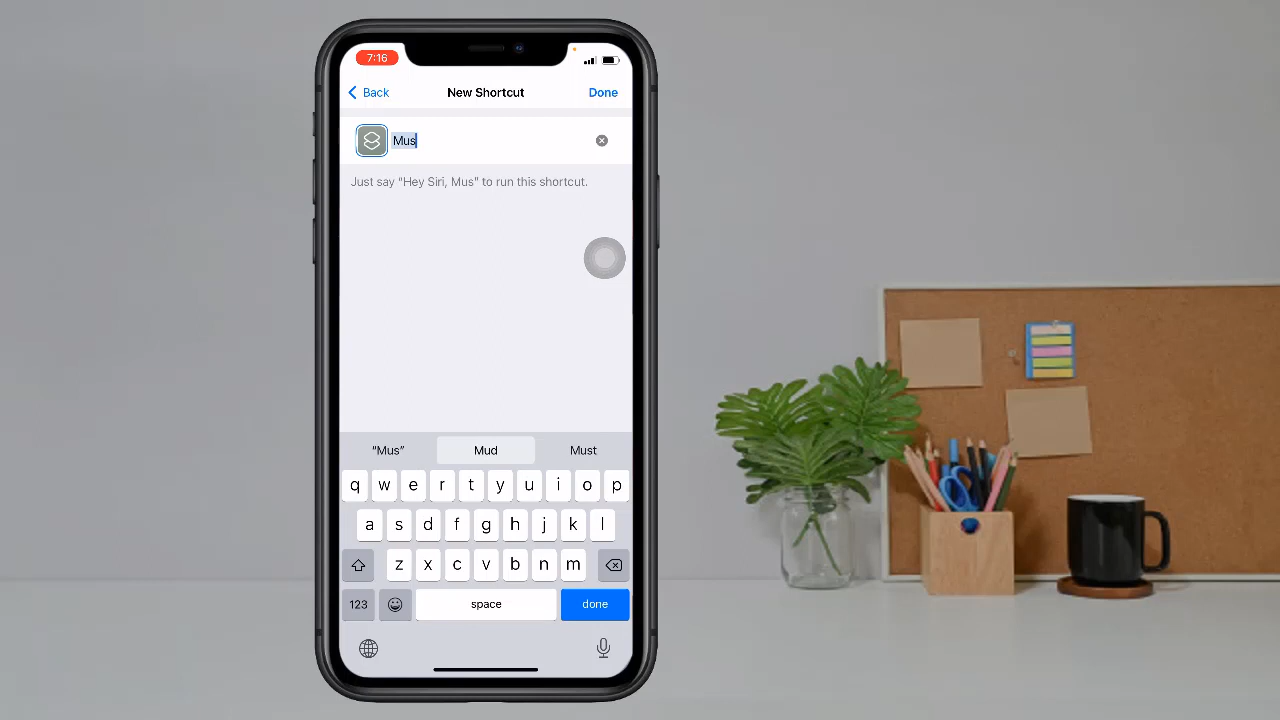 7:16
Back New Shortcut Done
Mus
Just say "Hey Siri, Mus" to run this shortcut.
"Mus" Mud Must
q w e r t y u i o p
a s d f g h j k l
z x c v b n m
123 space done